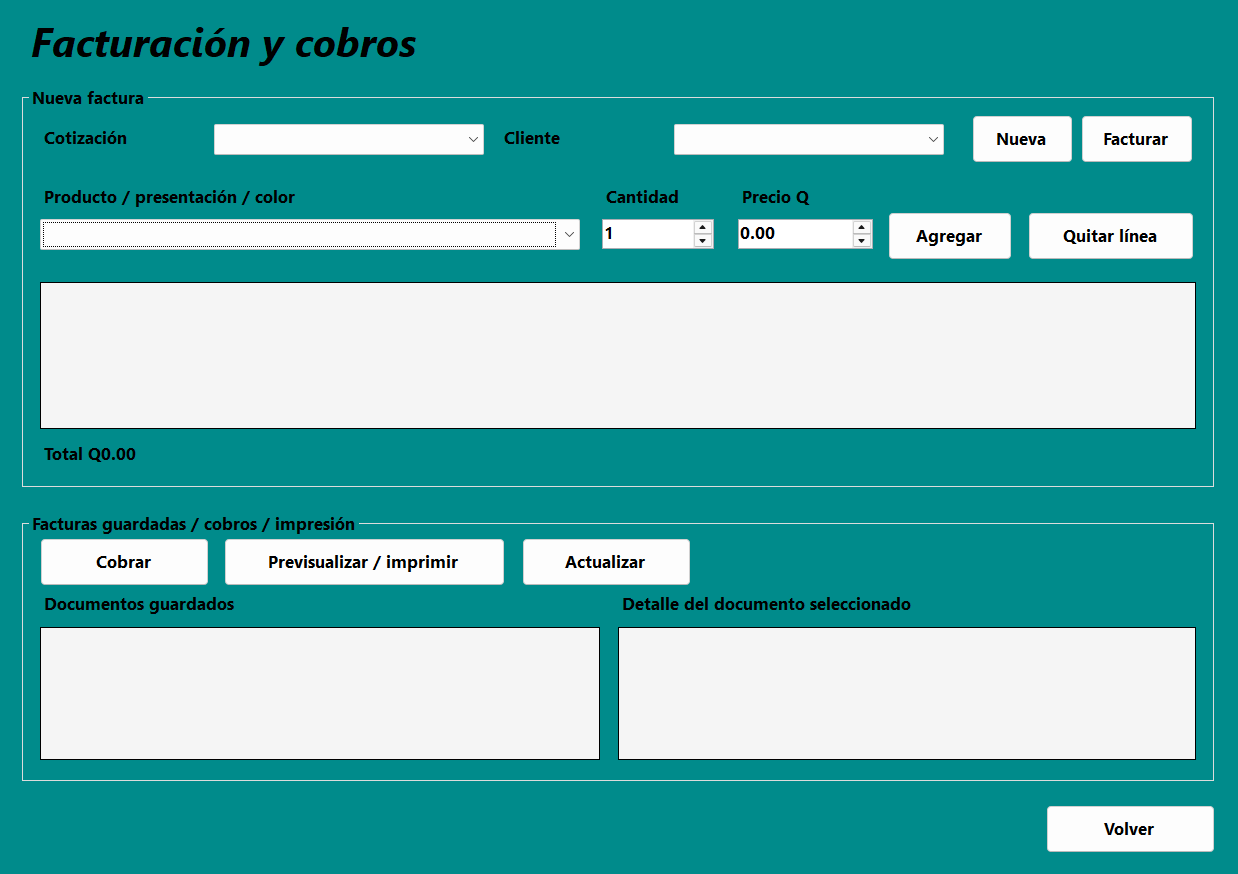 Facturación y cobros
Nueva factura
Cotización Cliente Nueva Facturar
Producto / presentación / color Cantidad Precio Q
1 0.00 Agregar Quitar línea
Total Q0.00
Facturas guardadas / cobros / impresión
Cobrar Previsualizar / imprimir Actualizar
Documentos guardados Detalle del documento seleccionado
Volver